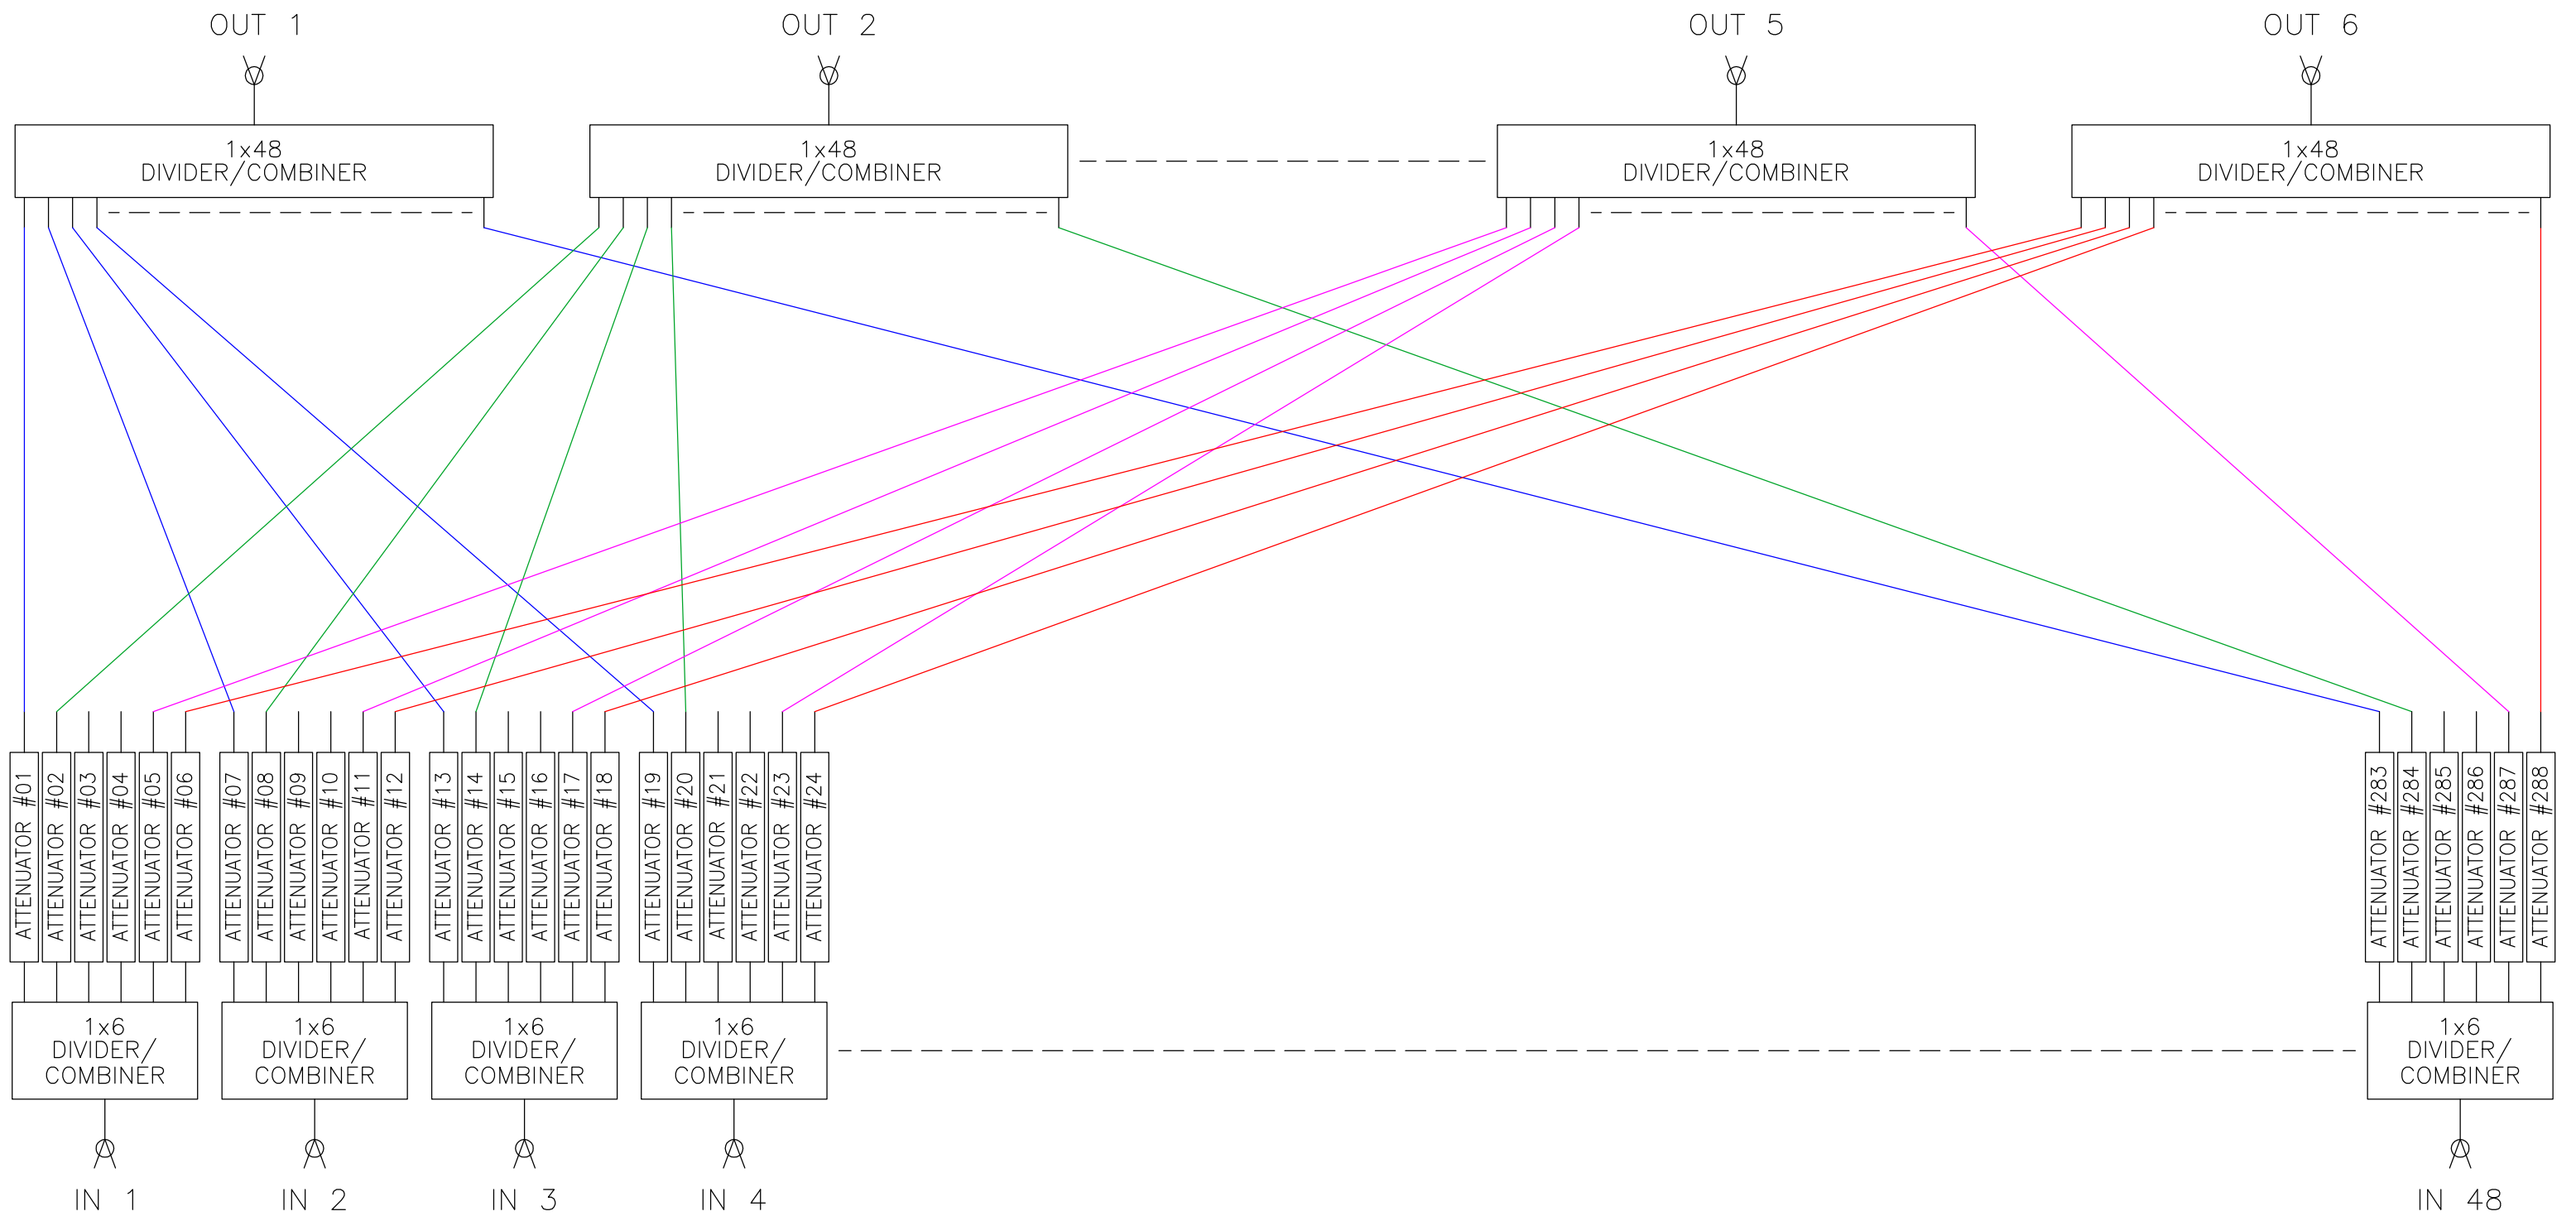 OUT 1
OUT 2
OUT 5
OUT 6
1x48
DIVIDER/COMBINER
1x48
DIVIDER/COMBINER
1x48
DIVIDER/COMBINER
1x48
DIVIDER/COMBINER
ATTENUATOR #01
ATTENUATOR #02
ATTENUATOR #03
ATTENUATOR #04
ATTENUATOR #05
ATTENUATOR #06
ATTENUATOR #07
ATTENUATOR #08
ATTENUATOR #09
ATTENUATOR #10
ATTENUATOR #11
ATTENUATOR #12
ATTENUATOR #13
ATTENUATOR #14
ATTENUATOR #15
ATTENUATOR #16
ATTENUATOR #17
ATTENUATOR #18
ATTENUATOR #19
ATTENUATOR #20
ATTENUATOR #21
ATTENUATOR #22
ATTENUATOR #23
ATTENUATOR #24
ATTENUATOR #283
ATTENUATOR #284
ATTENUATOR #285
ATTENUATOR #286
ATTENUATOR #287
ATTENUATOR #288
1x6
DIVIDER/
COMBINER
1x6
DIVIDER/
COMBINER
1x6
DIVIDER/
COMBINER
1x6
DIVIDER/
COMBINER
1x6
DIVIDER/
COMBINER
IN 1
IN 2
IN 3
IN 4
IN 48